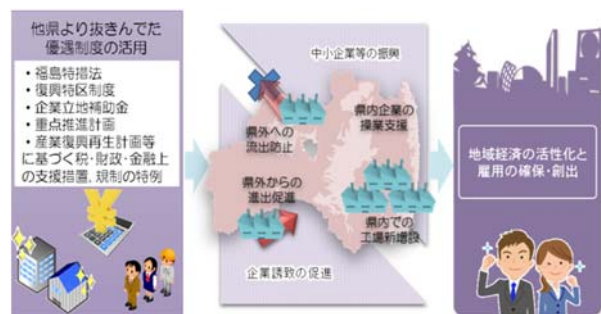 他県より抜きんでた
優遇制度の活用
・福島特措法
・復興特区制度
・企業立地補助金
・重点推進計画
・産業復興再生計画等
に基づく税・財政・金融上
の支援措置、規制の特例
中小企業等の振興
県内企業の
操業支援
県外への
流出防止
県外からの
進出促進
県内での
工場新増設
企業誘致の促進
地域経済の活性化と
雇用の確保・創出